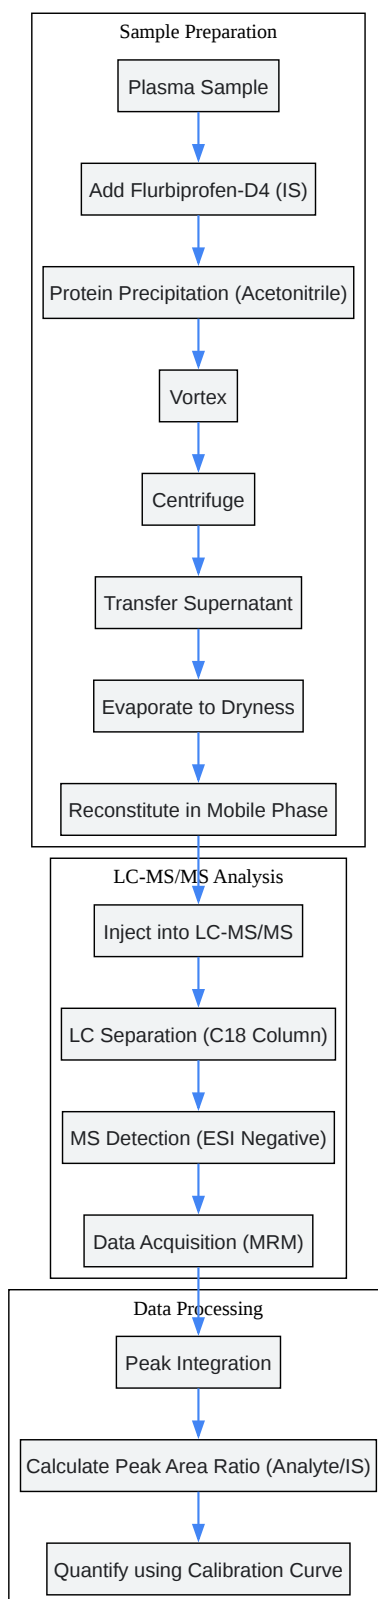 Sample Preparation
Plasma Sample
Add Flurbiprofen-D4 (IS)
Protein Precipitation (Acetonitrile)
Vortex
Centrifuge
Transfer Supernatant
Evaporate to Dryness
Reconstitute in Mobile Phase
LC-MS/MS Analysis
Inject into LC-MS/MS
LC Separation (C18 Column)
MS Detection (ESI Negative)
Data Acquisition (MRM)
Data Processing
Peak Integration
Calculate Peak Area Ratio (Analyte/IS)
Quantify using Calibration Curve